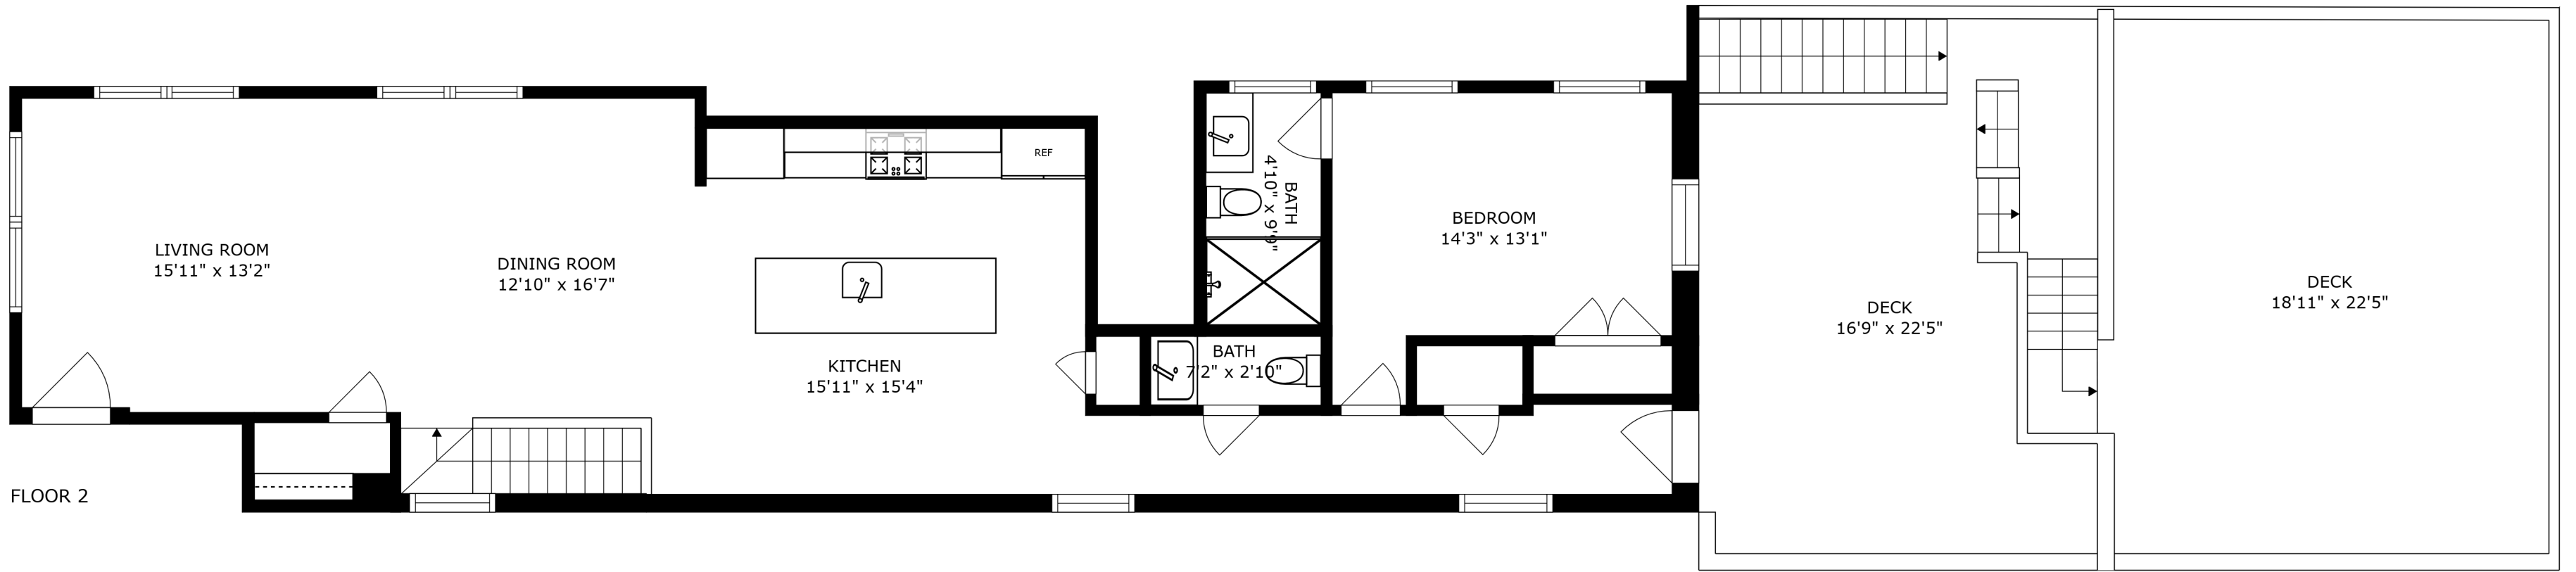 LIVING ROOM
15'11" x 13'2"
DINING ROOM
12'10" x 16'7"
KITCHEN
15'11" x 15'4"
REF
BATH
4'10" x 9'9"
BATH
7'2" x 2'10"
BEDROOM
14'3" x 13'1"
DECK
16'9" x 22'5"
DECK
18'11" x 22'5"
FLOOR 2